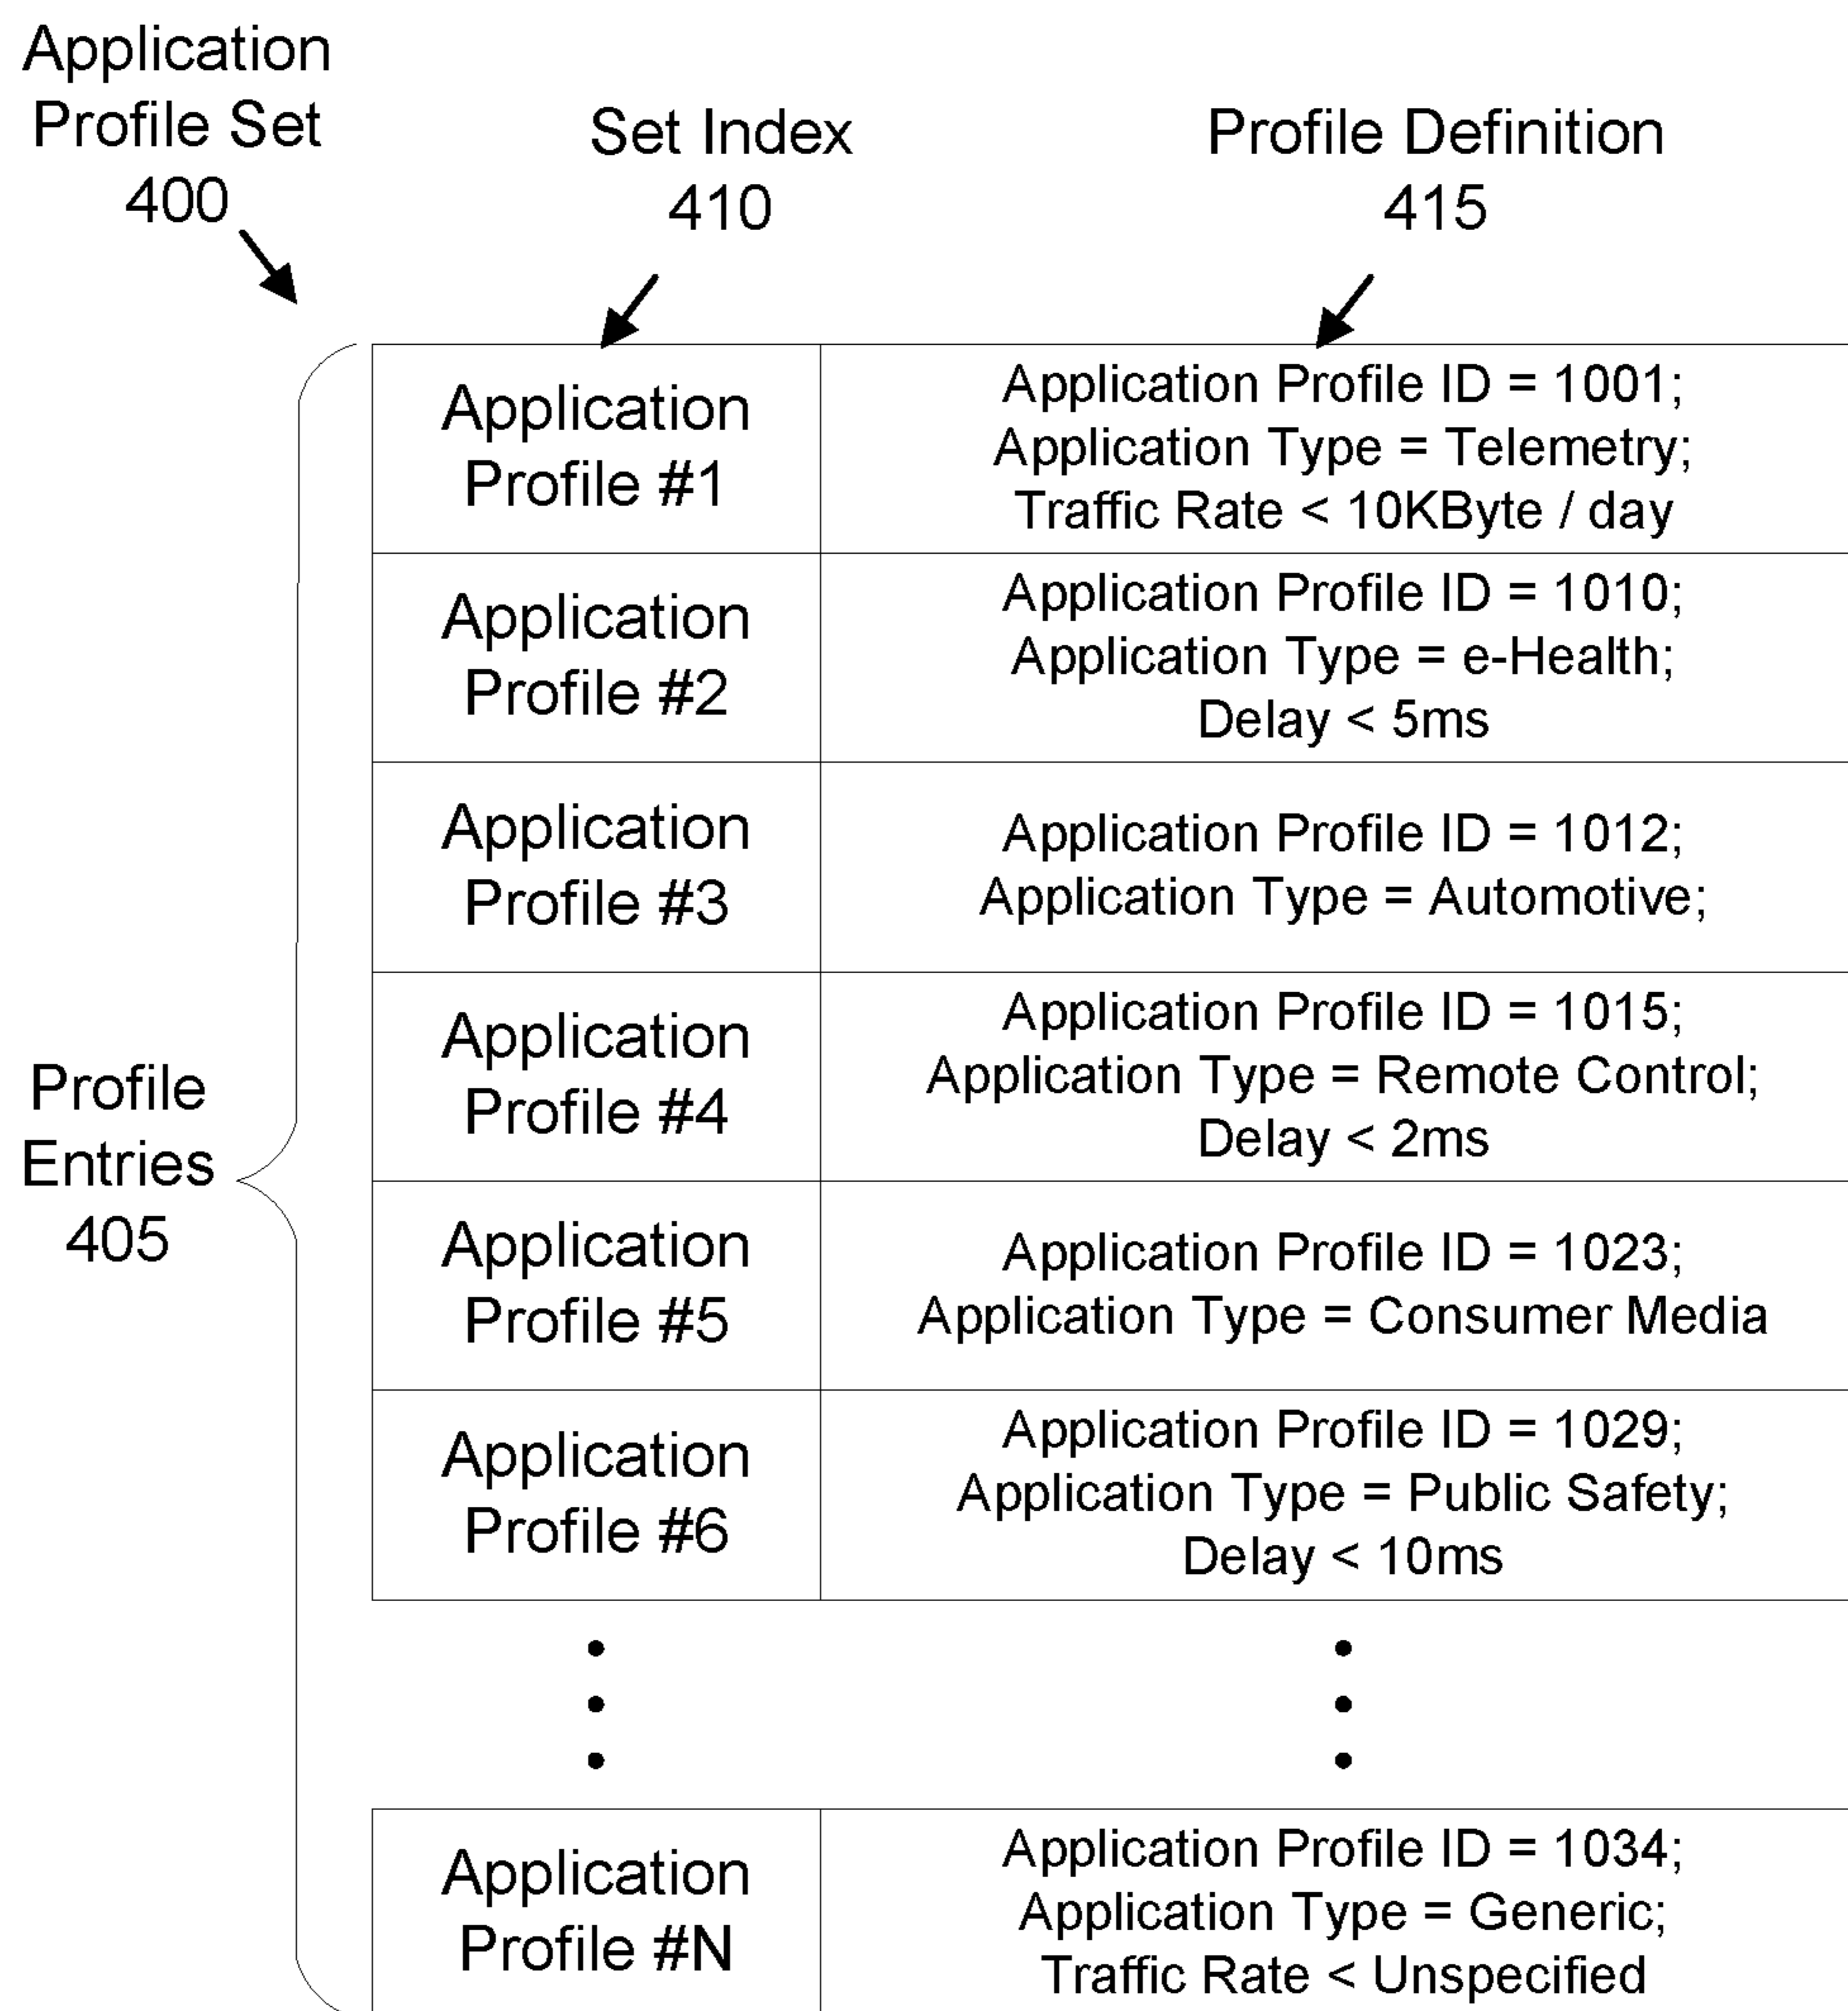 Application
Profile Set
400
Set Index
410
Profile Definition
415
Profile
Entries
405
Application
Profile #1
Application Profile ID = 1001;
Application Type = Telemetry;
Traffic Rate < 10KByte / day
Application
Profile #2
Application Profile ID = 1010;
Application Type = e-Health;
Delay < 5ms
Application
Profile #3
Application Profile ID = 1012;
Application Type = Automotive;
Application
Profile #4
Application Profile ID = 1015;
Application Type = Remote Control;
Delay < 2ms
Application
Profile #5
Application Profile ID = 1023;
Application Type = Consumer Media
Application
Profile #6
Application Profile ID = 1029;
Application Type = Public Safety;
Delay < 10ms
Application
Profile #N
Application Profile ID = 1034;
Application Type = Generic;
Traffic Rate < Unspecified